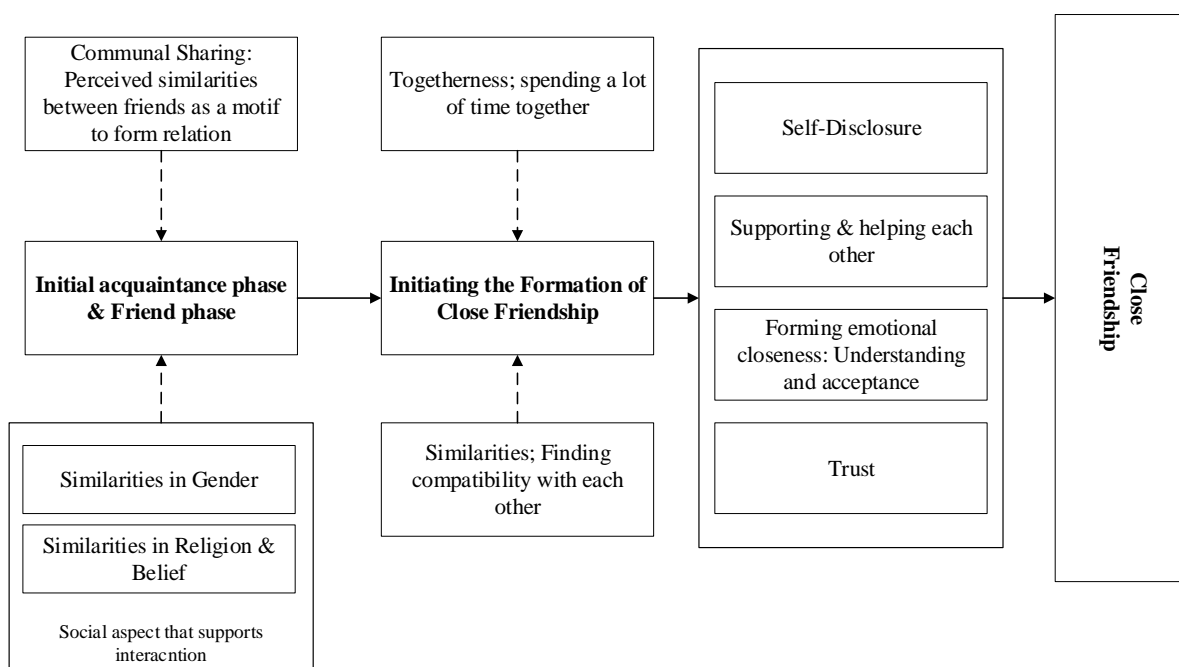 Communal Sharing:
Perceived similarities
between friends as a motif
to form relation
Togetherness; spending a lot
of time together
Initial acquaintance phase
& Friend phase
Initiating the Formation of
Close Friendship
Similarities in Gender
Similarities in Religion &
Belief
Social aspect that supports
interacntion
Similarities; Finding
compatibility with each
other
Self-Disclosure
Supporting & helping each
other
Forming emotional
closeness: Understanding
and acceptance
Trust
Close
Friendship